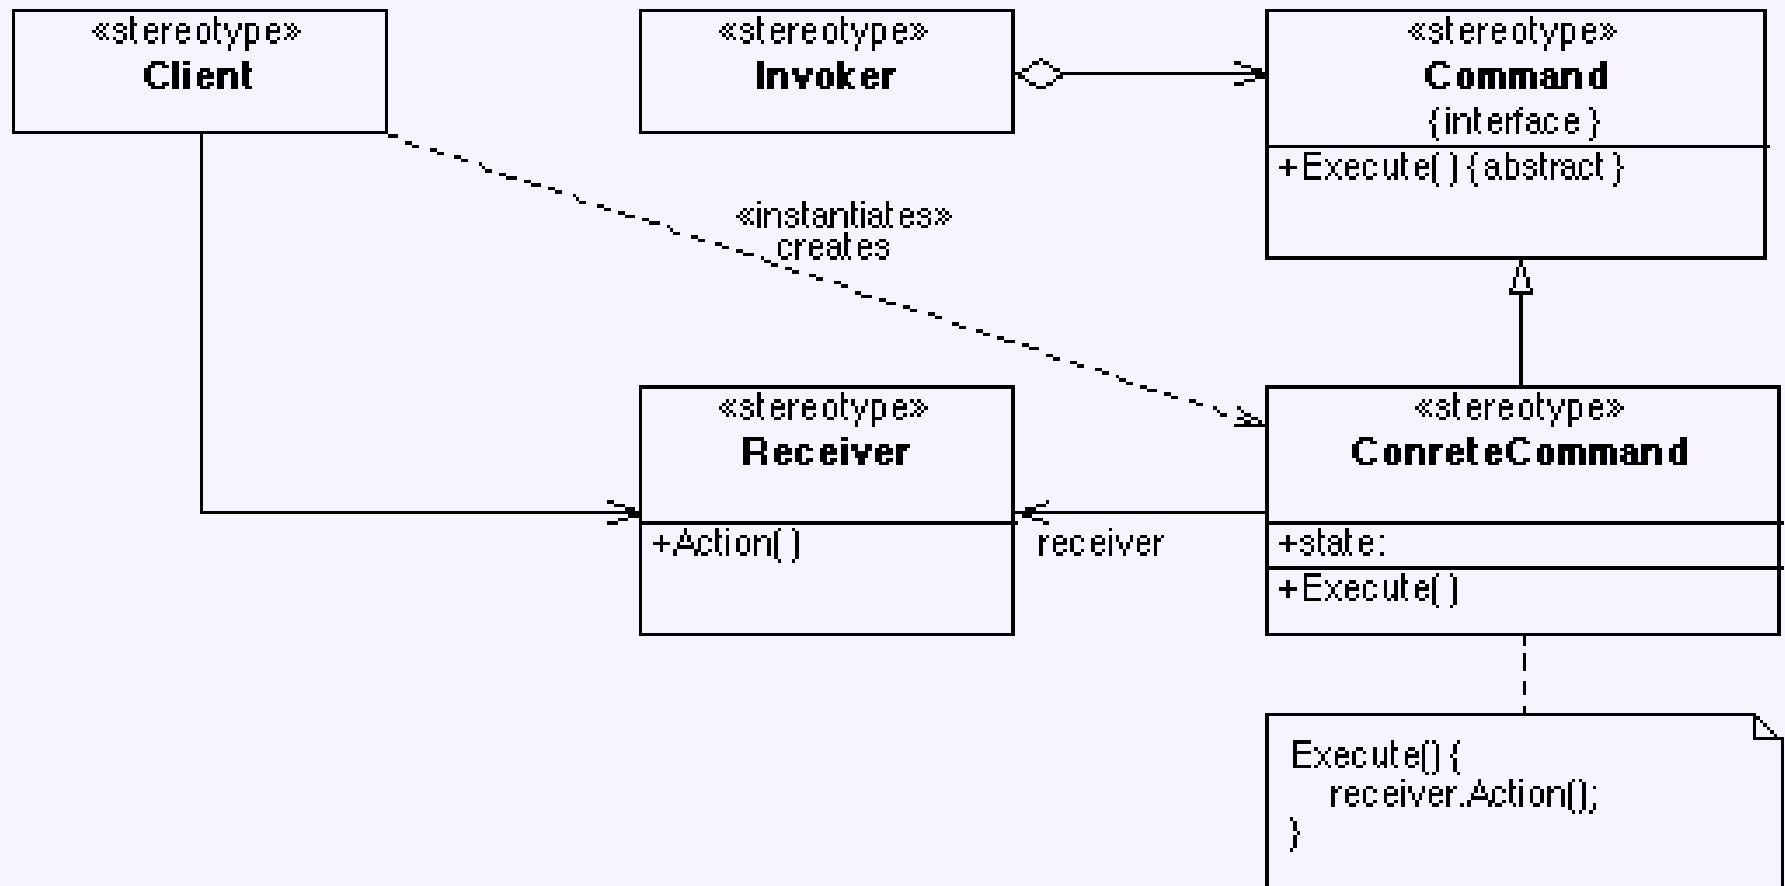 «stereotype»
Client
«stereotype»
Invoker
«stereotype»
Command
{interface}
+Execute(){abstract}
«instantiates»
creates
«stereotype»
Receiver
+Action()
receiver
«stereotype»
ConreteCommand
+state:
+Execute()
Execute(){
receiver.Action();
}